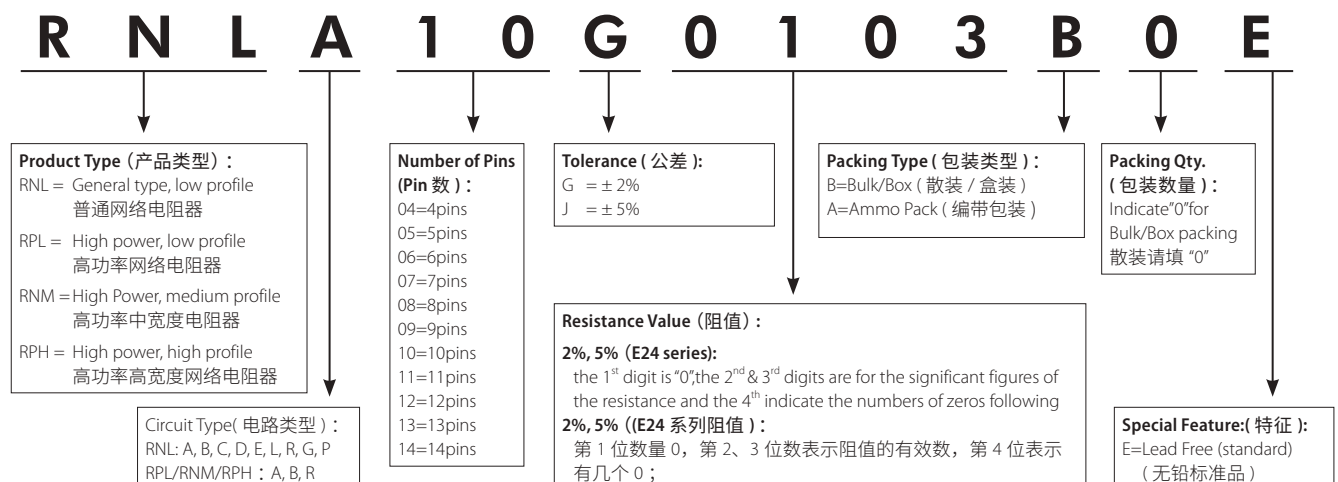 R N L A 1 0 G 0 1 0 3 B 0 E
Product Type (产品类型)：
RNL = General type, low profile
普通网络电阻器
RPL = High power, low profile
高功率网络电阻器
RNM = High Power, medium profile
高功率中宽度电阻器
RPH = High power, high profile
高功率高宽度网络电阻器
Circuit Type( 电路类型 )：
RNL: A, B, C, D, E, L, R, G, P
RPL/RNM/RPH：A, B, R
Number of Pins
(Pin 数 )：
04=4pins
05=5pins
06=6pins
07=7pins
08=8pins
09=9pins
10=10pins
11=11pins
12=12pins
13=13pins
14=14pins
Tolerance ( 公差 ):
G = ± 2%
J = ± 5%
Resistance Value (阻值)：
2%, 5% (E24 series):
the 1st digit is "0",the 2nd & 3rd digits are for the significant figures of
the resistance and the 4th indicate the numbers of zeros following
2%, 5% ((E24 系列阻值 )：
第 1 位数量 0，第 2、3 位数表示阻值的有效数，第 4 位表示
有几个 0；
Packing Type ( 包装类型 )：
B=Bulk/Box ( 散装 / 盒装 )
A=Ammo Pack ( 编带包装 )
Packing Qty.
( 包装数量 )：
Indicate"0"for
Bulk/Box packing
散装请填 "0"
Special Feature:( 特征 ):
E=Lead Free (standard)
( 无铅标准品 )